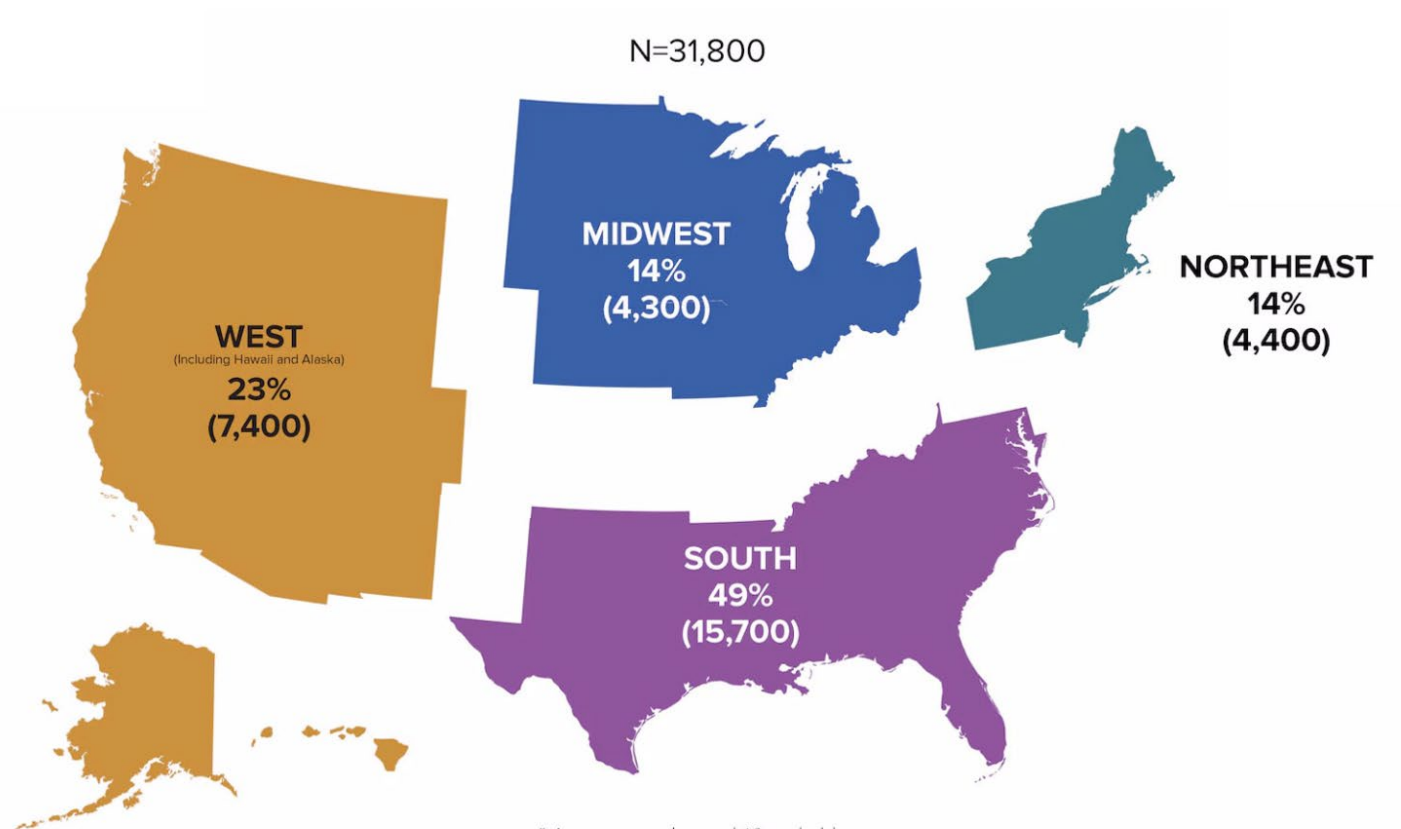 N=31,800
MIDWEST
14%
(4,300)
NORTHEAST
14%
(4,400)
WEST
(Including Hawaii and Alaska)
23%
(7,400)
SOUTH
49%
(15,700)